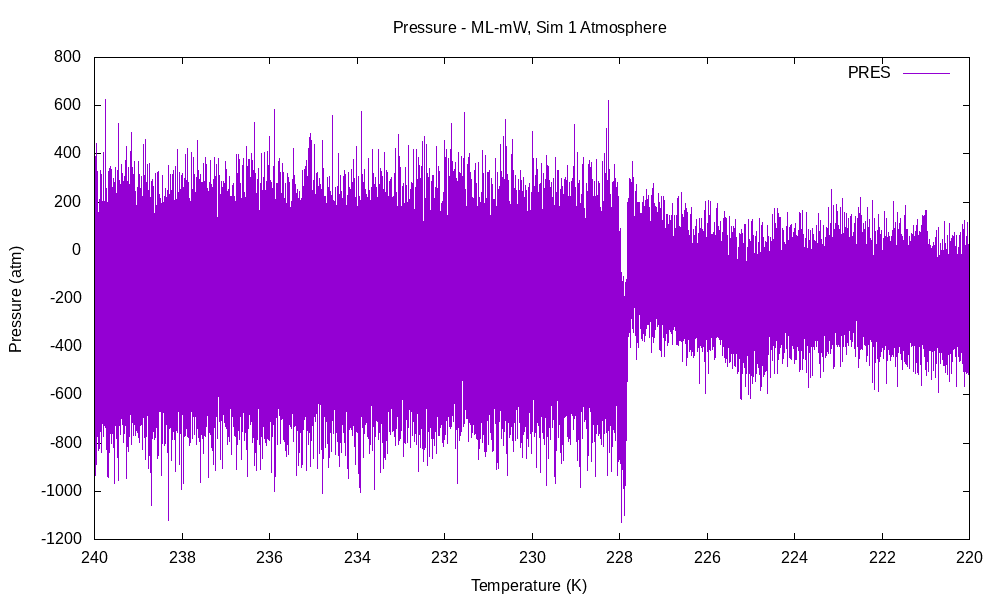 Pressure - ML-mW, Sim 1 Atmosphere
800
600
400
200
0
-200
-400
-600
-800
-1000
-1200
Pressure (atm)
PRES
240 238 236 234 232 230 228 226 224 222 220
Temperature (K)